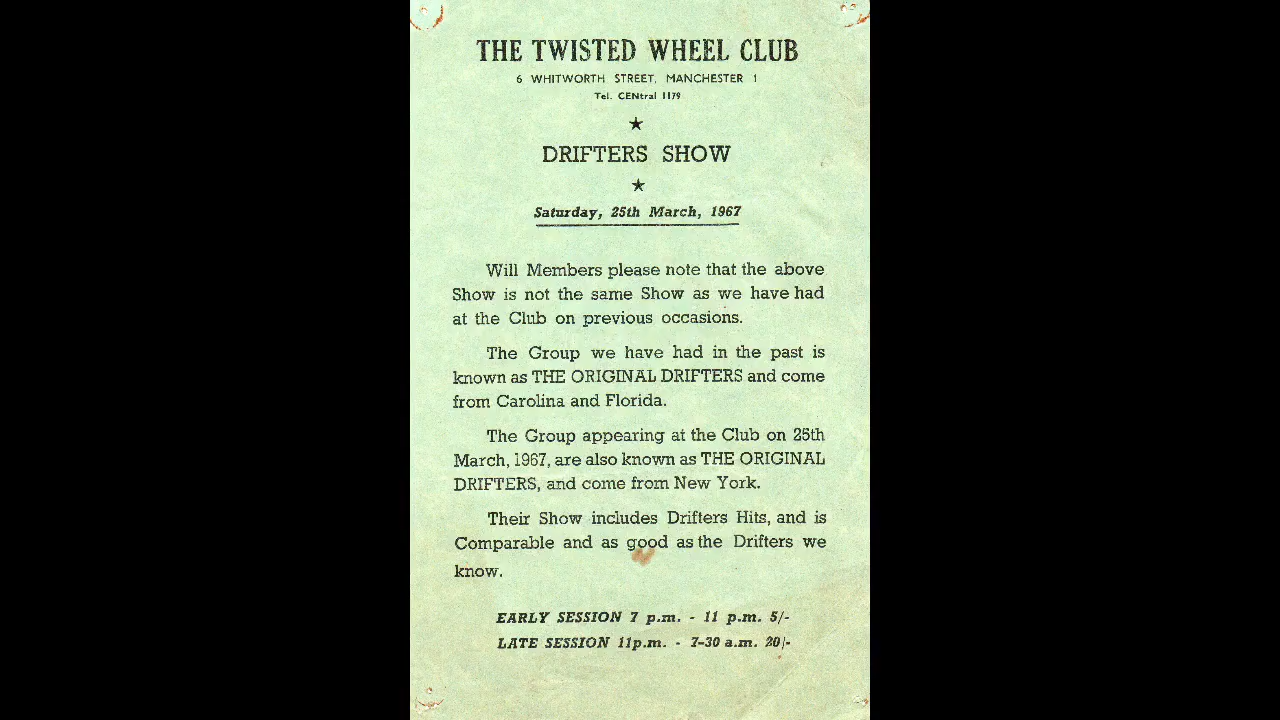 THE TWISTED WHEEL CLUB
6 WHITWORTH STREET, MANCHESTER 1
Tel. CENtral 1179
★
DRIFTERS SHOW
★
Saturday, 25th March, 1967
Will Members please note that the above
Show is not the same Show as we have had
at the Club on previous occasions.
The Group we have had in the past is
known as THE ORIGINAL DRIFTERS and come
from Carolina and Florida.
The Group appearing at the Club on 25th
March, 1967, are also known as THE ORIGINAL
DRIFTERS, and come from New York.
Their Show includes Drifters Hits, and is
Comparable and as good as the Drifters we
know.
EARLY SESSION 7 p.m. - 11 p.m. 5/-
LATE SESSION 11p.m. - 7-30 a.m. 20/-